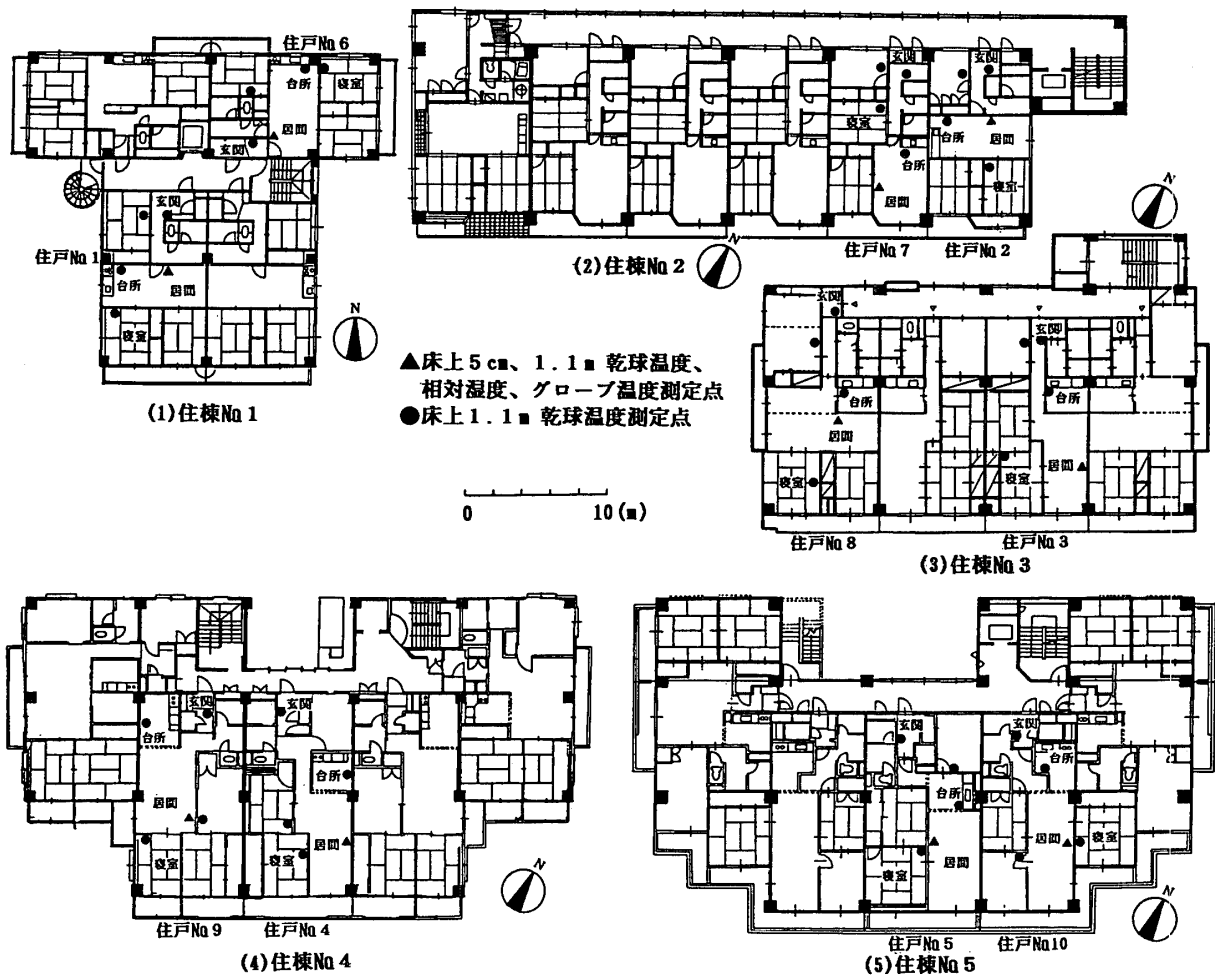 住戸No.6
台所
寝室
居間
玄関
玄関
住戸No.1
台所
居間
寝室
N
(1)住棟No.1
玄関
玄関
寝室
台所
台所
居間
居間
寝室
住戸No.7
住戸No.2
(2)住棟No.2
N
▲床上5cm、1.1m 乾球温度、
相対湿度、グローブ温度測定点
●床上1.1m 乾球温度測定点
0 10(m)
N
玄関
玄関
台所
台所
居間
寝室
寝室
居間
住戸No.8
住戸No.3
(3)住棟No.3
玄関
玄関
台所
台所
居間
居間
寝室
寝室
N
住戸No.9
住戸No.4
(4)住棟No.4
玄関
玄関
台所
台所
居間
居間
寝室
寝室
N
住戸No.5
住戸No.10
(5)住棟No.5